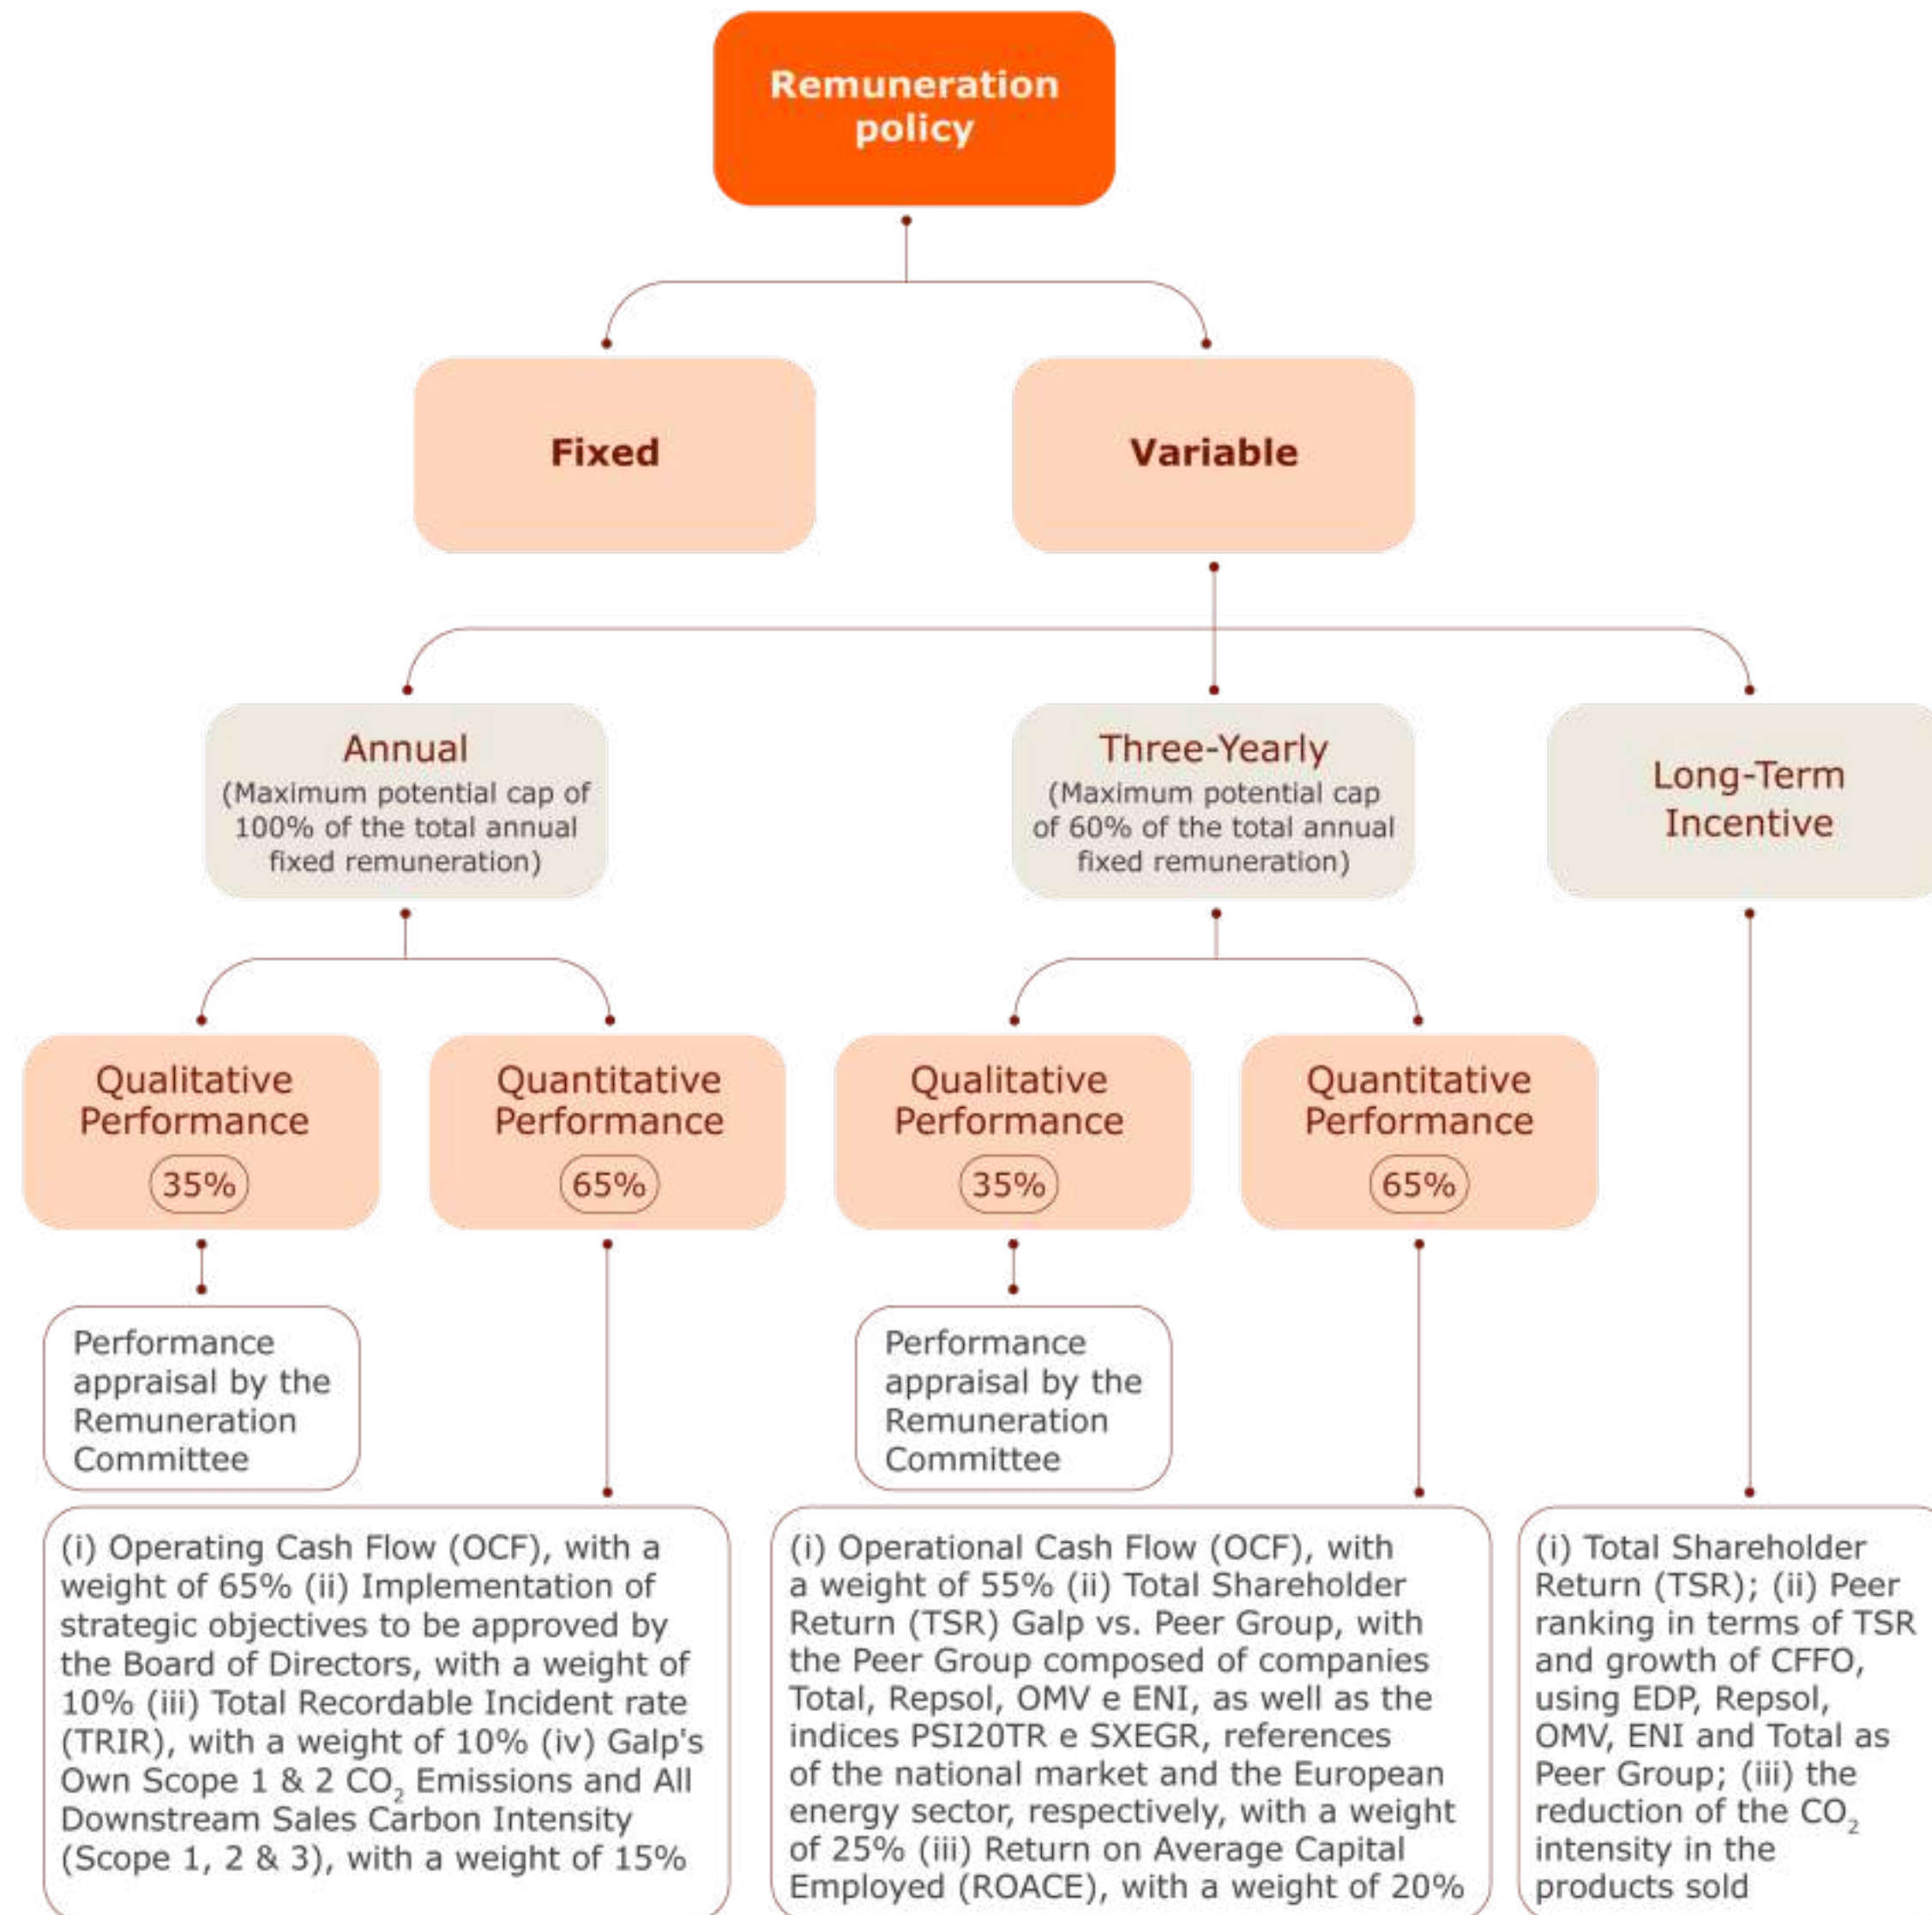 Remuneration
policy
Fixed
Variable
Annual
(Maximum potential cap of
100% of the total annual
fixed remuneration)
Three-Yearly
(Maximum potential cap
of 60% of the total annual
fixed remuneration)
Long-Term
Incentive
Qualitative
Performance
35%
Quantitative
Performance
65%
Qualitative
Performance
35%
Quantitative
Performance
65%
Performance
appraisal by the
Remuneration
Committee
Performance
appraisal by the
Remuneration
Committee
(i) Operating Cash Flow (OCF), with a
weight of 65% (ii) Implementation of
strategic objectives to be approved by
the Board of Directors, with a weight of
10% (iii) Total Recordable Incident rate
(TRIR), with a weight of 10% (iv) Galp's
Own Scope 1 & 2 CO₂ Emissions and All
Downstream Sales Carbon Intensity
(Scope 1, 2 & 3), with a weight of 15%
(i) Operational Cash Flow (OCF), with
a weight of 55% (ii) Total Shareholder
Return (TSR) Galp vs. Peer Group, with
the Peer Group composed of companies
Total, Repsol, OMV e ENI, as well as the
indices PSI20TR e SXEGR, references
of the national market and the European
energy sector, respectively, with a weight
of 25% (iii) Return on Average Capital
Employed (ROACE), with a weight of 20%
(i) Total Shareholder
Return (TSR); (ii) Peer
ranking in terms of TSR
and growth of CFFO,
using EDP, Repsol,
OMV, ENI and Total as
Peer Group; (iii) the
reduction of the CO₂
intensity in the
products sold